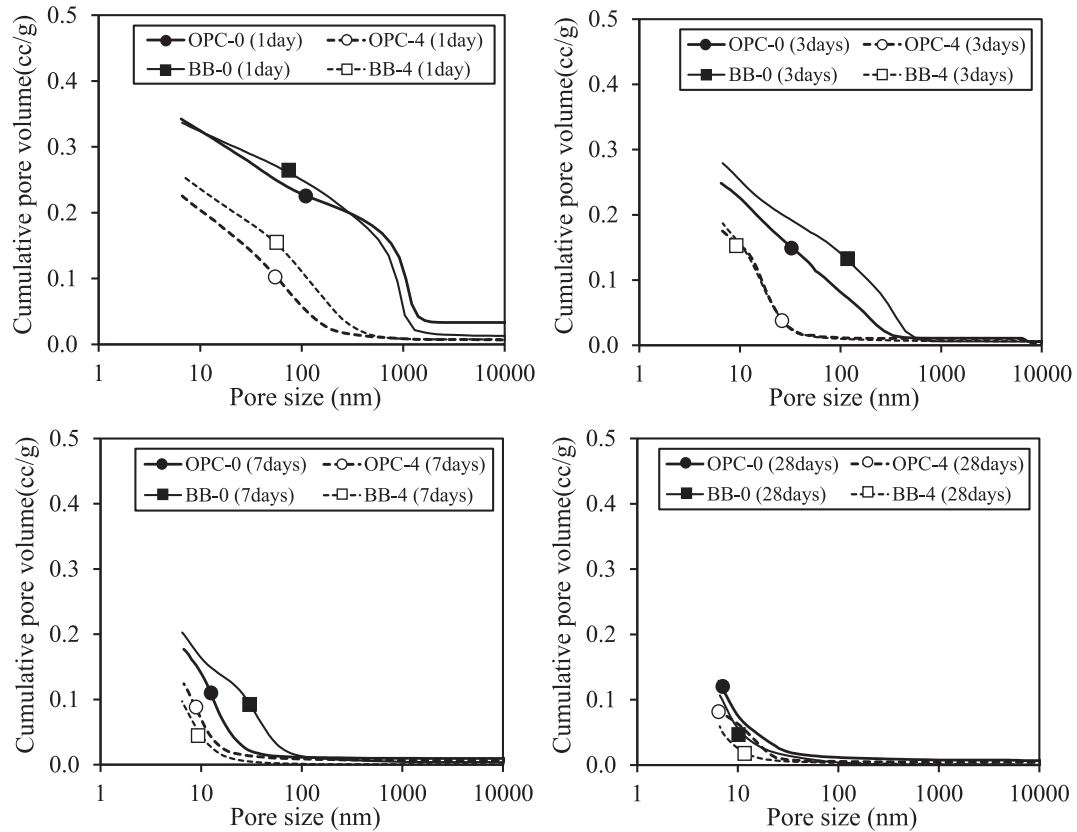 Cumulative pore volume(cc/g)
0.5
0.4
0.3
0.2
0.1
0.0
OPC-0 (1day) OPC-4 (1day)
BB-0 (1day) BB-4 (1day)
1 10 100 1000 10000
Pore size (nm)
Cumulative pore volume(cc/g)
0.5
0.4
0.3
0.2
0.1
0.0
OPC-0 (3days) OPC-4 (3days)
BB-0 (3days) BB-4 (3days)
1 10 100 1000 10000
Pore size (nm)
Cumulative pore volume(cc/g)
0.5
0.4
0.3
0.2
0.1
0.0
OPC-0 (7days) OPC-4 (7days)
BB-0 (7days) BB-4 (7days)
1 10 100 1000 10000
Pore size (nm)
Cumulative pore volume(cc/g)
0.5
0.4
0.3
0.2
0.1
0.0
OPC-0 (28days) OPC-4 (28days)
BB-0 (28days) BB-4 (28days)
1 10 100 1000 10000
Pore size (nm)